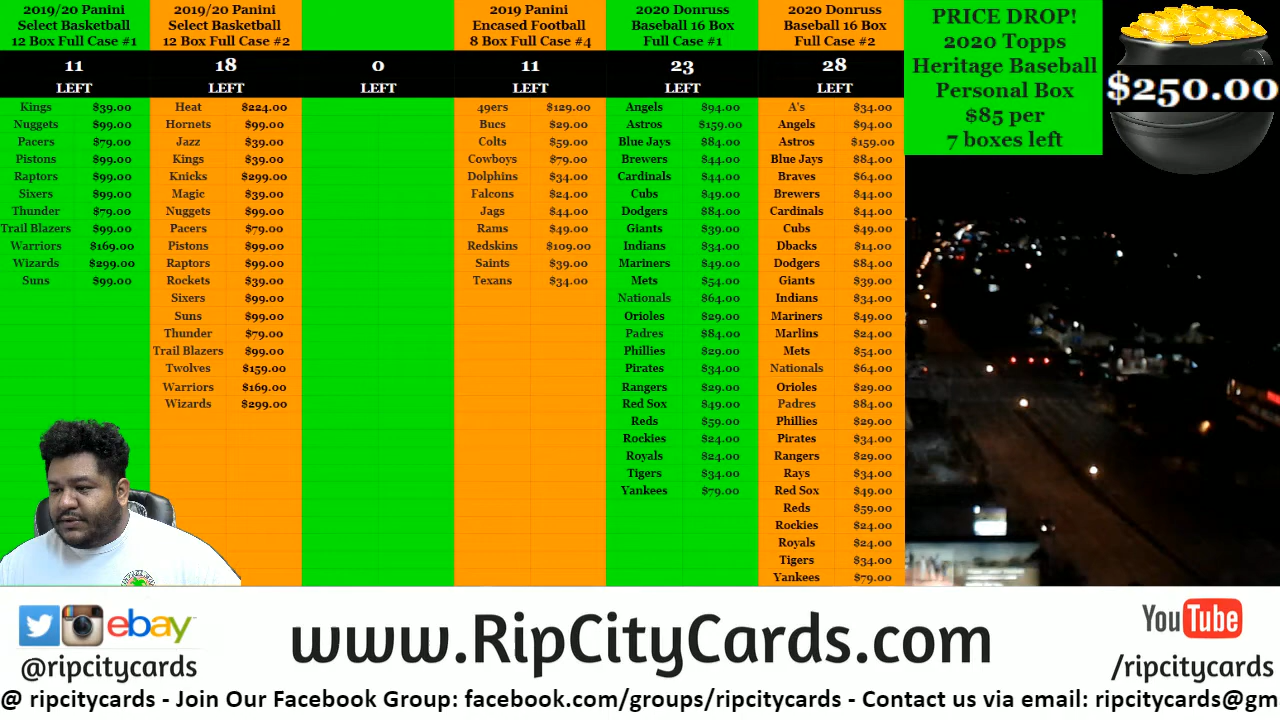 2019/20 Panini
Select Basketball
12 Box Full Case #1
11
LEFT
Kings $39.00
Nuggets $99.00
Pacers $79.00
Pistons $99.00
Raptors $99.00
Sixers $99.00
Thunder $79.00
Trail Blazers $99.00
Warriors $169.00
Wizards $299.00
Suns $99.00
2019/20 Panini
Select Basketball
12 Box Full Case #2
18
LEFT
Heat $224.00
Hornets $99.00
Jazz $39.00
Kings $39.00
Knicks $299.00
Magic $39.00
Nuggets $99.00
Pacers $79.00
Pistons $99.00
Raptors $99.00
Rockets $39.00
Sixers $99.00
Suns $99.00
Thunder $79.00
Trail Blazers $99.00
Twolves $159.00
Warriors $169.00
Wizards $299.00
0
LEFT
2019 Panini
Encased Football
8 Box Full Case #4
11
LEFT
49ers $129.00
Bucs $29.00
Colts $59.00
Cowboys $79.00
Dolphins $34.00
Falcons $24.00
Jags $44.00
Rams $49.00
Redskins $109.00
Saints $39.00
Texans $34.00
2020 Donruss
Baseball 16 Box
Full Case #1
23
LEFT
Angels $94.00
Astros $159.00
Blue Jays $84.00
Brewers $44.00
Cardinals $44.00
Cubs $49.00
Dodgers $84.00
Giants $39.00
Indians $34.00
Mariners $49.00
Mets $54.00
Nationals $64.00
Orioles $29.00
Padres $84.00
Phillies $29.00
Pirates $34.00
Rangers $29.00
Red Sox $49.00
Reds $59.00
Rockies $24.00
Royals $24.00
Tigers $34.00
Yankees $79.00
2020 Donruss
Baseball 16 Box
Full Case #2
28
LEFT
A's $34.00
Angels $94.00
Astros $159.00
Blue Jays $84.00
Braves $64.00
Brewers $44.00
Cardinals $44.00
Cubs $49.00
Dbacks $14.00
Dodgers $84.00
Giants $39.00
Indians $34.00
Mariners $49.00
Marlins $24.00
Mets $54.00
Nationals $64.00
Orioles $29.00
Padres $84.00
Phillies $29.00
Pirates $34.00
Rangers $29.00
Rays $34.00
Red Sox $49.00
Reds $59.00
Rockies $24.00
Royals $24.00
Tigers $34.00
Yankees $79.00
PRICE DROP!
2020 Topps
Heritage Baseball
Personal Box
$85 per
7 boxes left
$250.00
ebay
@ripcitycards
www.RipCityCards.com
YouTube
/ripcitycards
@ ripcitycards - Join Our Facebook Group: facebook.com/groups/ripcitycards - Contact us via email: ripcitycards@gm